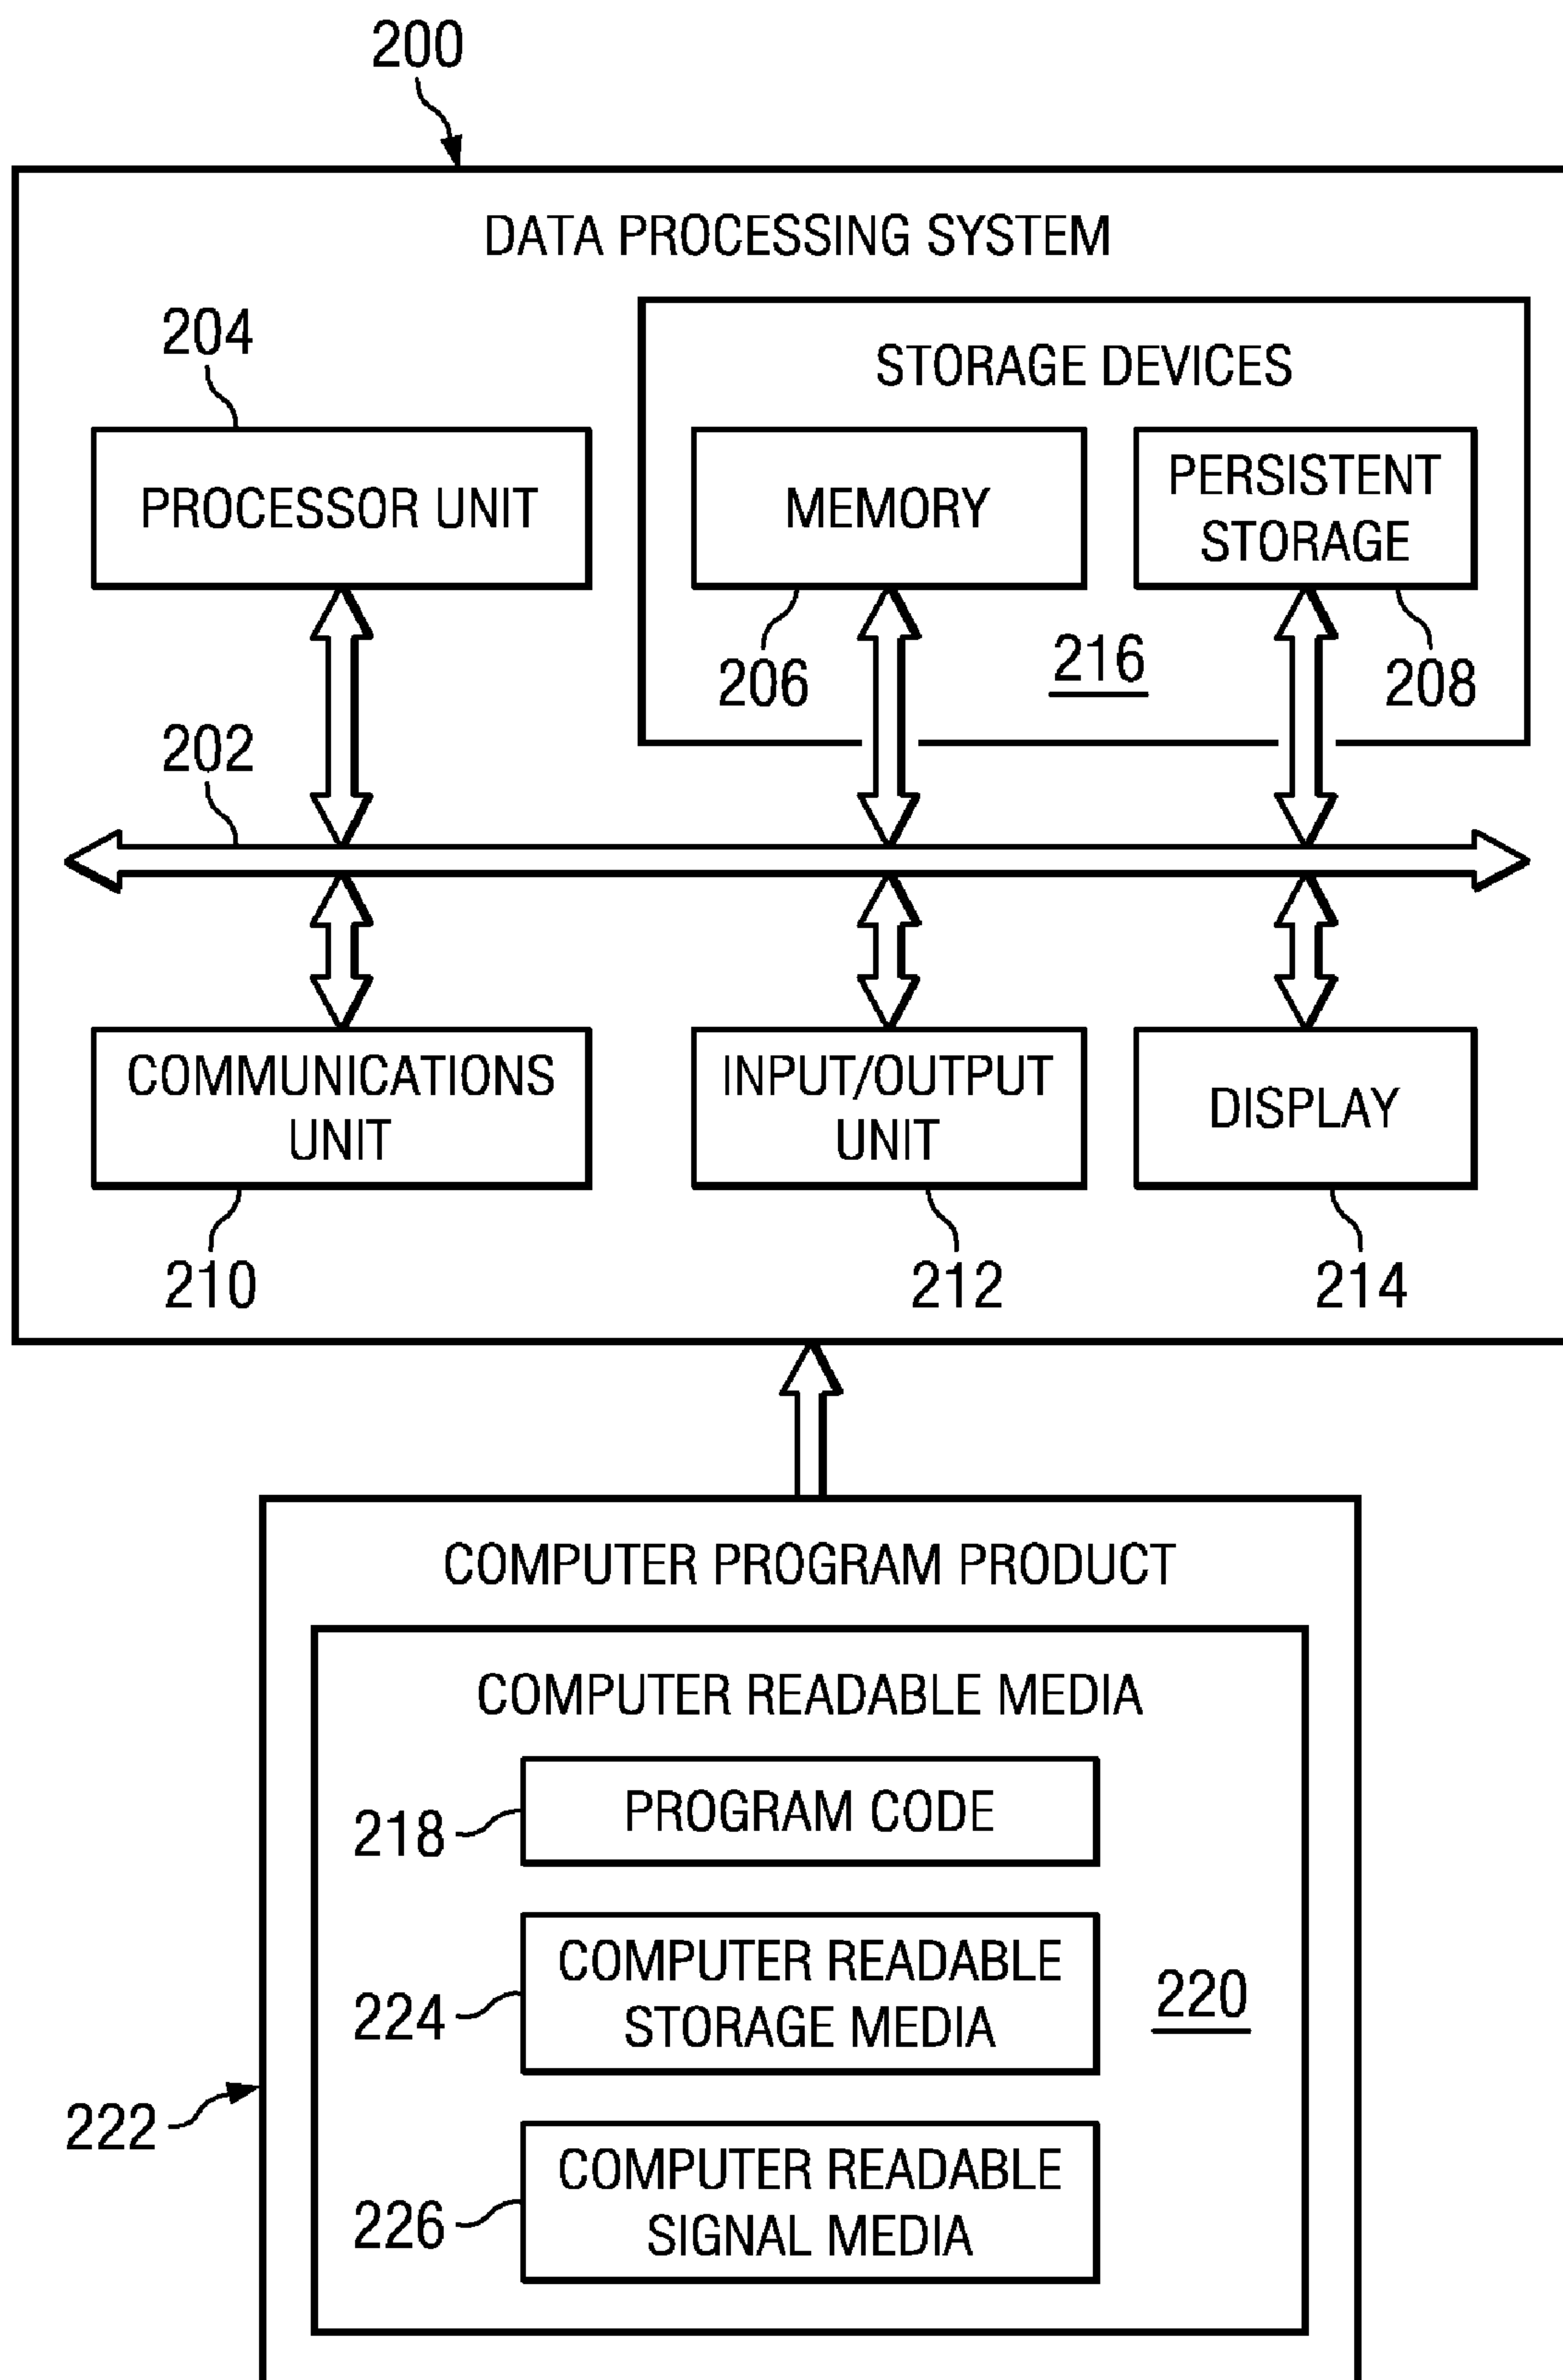 200
DATA PROCESSING SYSTEM
204
STORAGE DEVICES
PROCESSOR UNIT
MEMORY
PERSISTENT
STORAGE
206
216
208
202
COMMUNICATIONS
UNIT
INPUT/OUTPUT
UNIT
DISPLAY
210
212
214
COMPUTER PROGRAM PRODUCT
COMPUTER READABLE MEDIA
218
PROGRAM CODE
224
COMPUTER READABLE
STORAGE MEDIA
220
222
226
COMPUTER READABLE
SIGNAL MEDIA